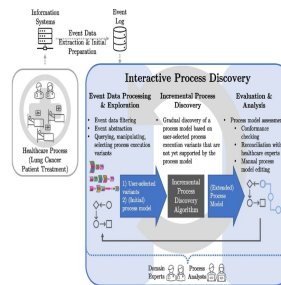 Information
Systems
Event
Log
Event Data
Extraction & Initial
Preparation
Healthcare Process
(Lung Cancer
Patient Treatment)
Interactive Process Discovery
Event Data Processing
& Exploration
• Event data filtering
• Event abstraction
• Querying, manipulating,
selecting process execution
variants
Incremental Process
Discovery
• Gradual discovery of a
process model based on
user-selected process
execution variants that are
not yet supported by the
process model
Evaluation &
Analysis
• Process model assessment
• Conformance
checking
• Reconciliation with
healthcare experts
• Manual process
model editing
1) User-selected
variants
2) (Initial)
process model
Incremental
Process
Discovery
Algorithm
(Extended)
Process
Model
Domain
Experts
Process
Analysts